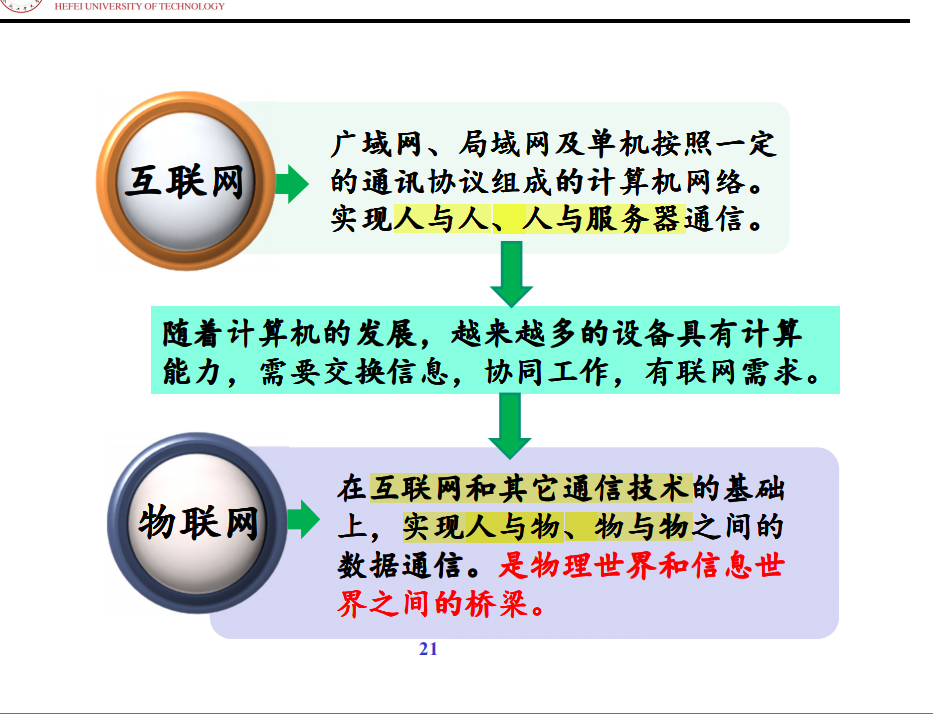 HEFEI UNIVERSITY OF TECHNOLOGY
互联网
广域网、局域网及单机按照一定
的通讯协议组成的计算机网络。
实现人与人、人与服务器通信。
随着计算机的发展，越来越多的设备具有计算
能力，需要交换信息，协同工作，有联网需求。
物联网
在互联网和其它通信技术的基础
上，实现人与物、物与物之间的
数据通信。是物理世界和信息世
界之间的桥梁。
21